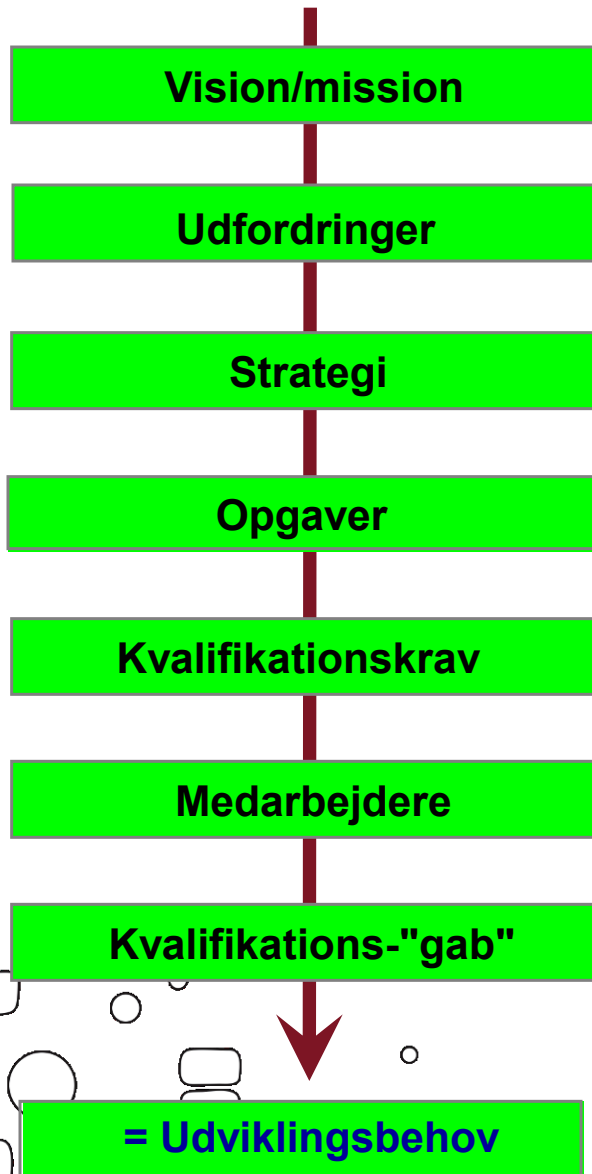 Vision/mission
Udfordringer
Strategi
Opgaver
Kvalifikationskrav
Medarbejdere
Kvalifikations-"gab"
= Udviklingsbehov